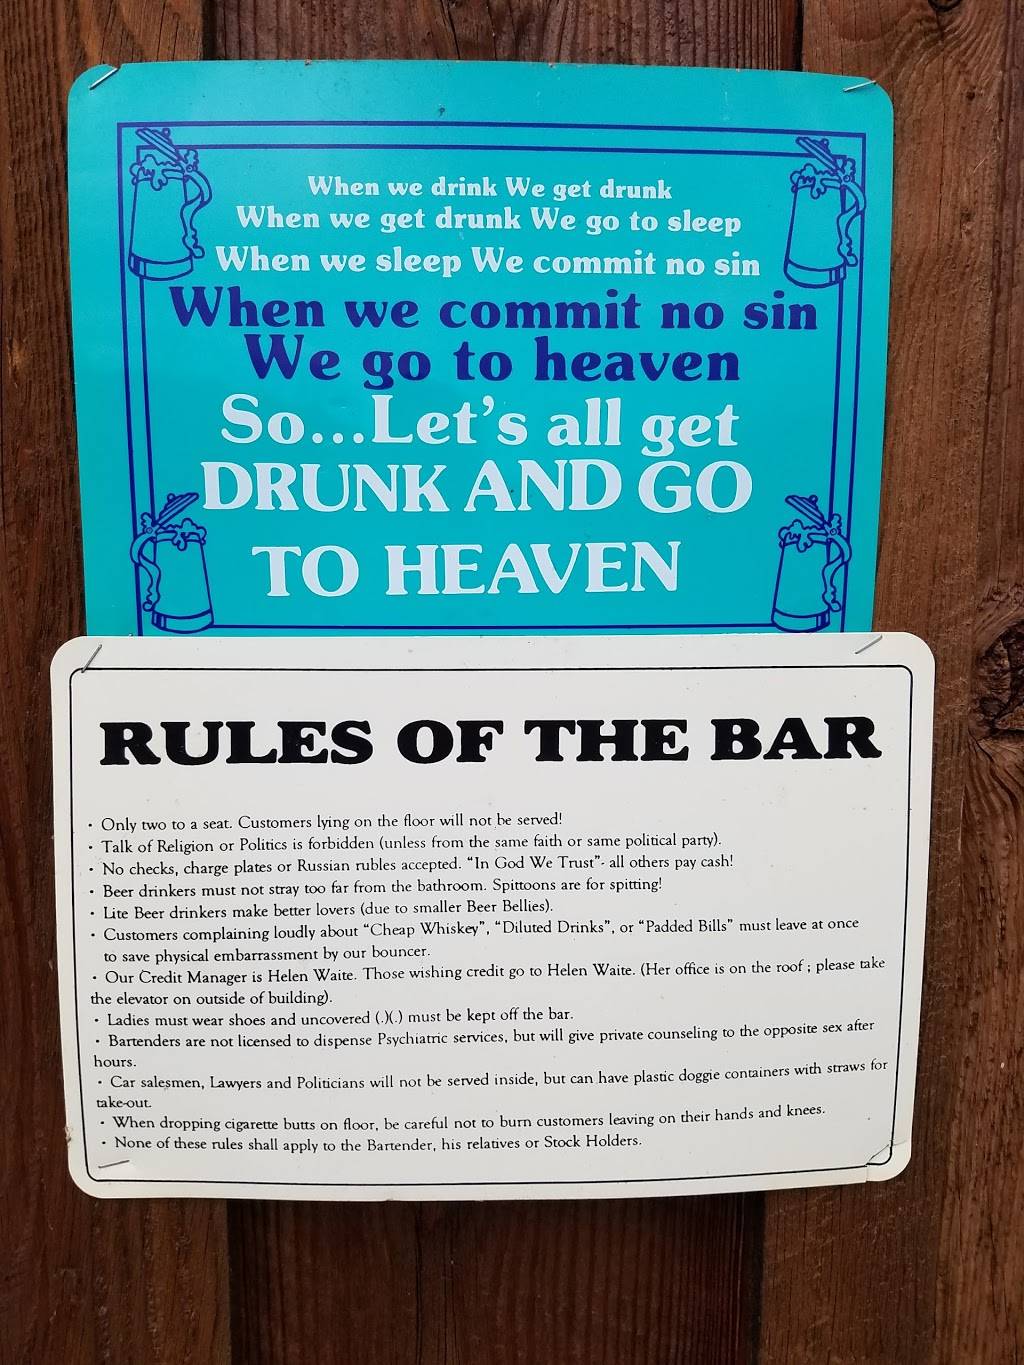 When we drink We get drunk
When we get drunk We go to sleep
When we sleep We commit no sin
When we commit no sin
We go to heaven
So...Let's all get
DRUNK AND GO
TO HEAVEN
RULES OF THE BAR
· Only two to a seat. Customers lying on the floor will not be served!
· Talk of Religion or Politics is forbidden (unless from the same faith or same political party).
· No checks, charge plates or Russian rubles accepted. “In God We Trust”- all others pay cash!
· Beer drinkers must not stray too far from the bathroom. Spittoons are for spitting!
· Lite Beer drinkers make better lovers (due to smaller Beer Bellies).
· Customers complaining loudly about “Cheap Whiskey”, “Diluted Drinks”, or “Padded Bills” must leave at once
to save physical embarrassment by our bouncer.
· Our Credit Manager is Helen Waite. Those wishing credit go to Helen Waite. (Her office is on the roof ; please take
the elevator on outside of building).
· Ladies must wear shoes and uncovered (.)(.) must be kept off the bar.
· Bartenders are not licensed to dispense Psychiatric services, but will give private counseling to the opposite sex after
hours.
· Car salesmen, Lawyers and Politicians will not be served inside, but can have plastic doggie containers with straws for
take-out.
· When dropping cigarette butts on floor, be careful not to burn customers leaving on their hands and knees.
· None of these rules shall apply to the Bartender, his relatives or Stock Holders.